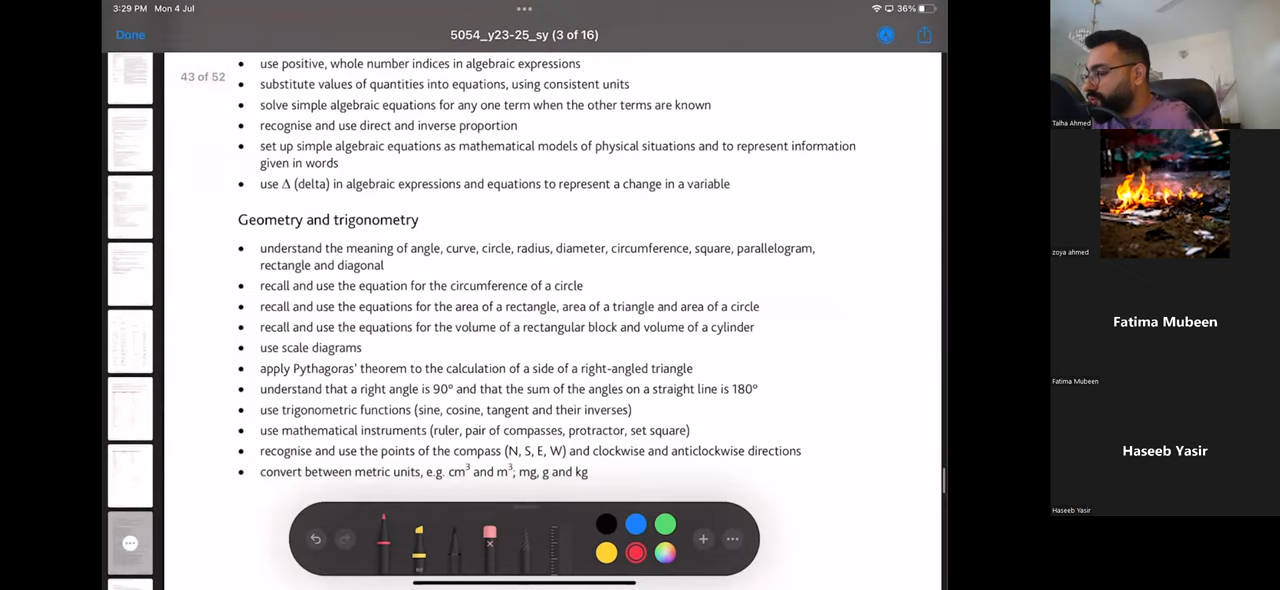 3:29 PM Mon 4 Jul
36%
Done
5054_y23-25_sy (3 of 16)
43 of 52
• use positive, whole number indices in algebraic expressions
• substitute values of quantities into equations, using consistent units
• solve simple algebraic equations for any one term when the other terms are known
• recognise and use direct and inverse proportion
• set up simple algebraic equations as mathematical models of physical situations and to represent information
given in words
• use Δ (delta) in algebraic expressions and equations to represent a change in a variable
Geometry and trigonometry
• understand the meaning of angle, curve, circle, radius, diameter, circumference, square, parallelogram,
rectangle and diagonal
• recall and use the equation for the circumference of a circle
• recall and use the equations for the area of a rectangle, area of a triangle and area of a circle
• recall and use the equations for the volume of a rectangular block and volume of a cylinder
• use scale diagrams
• apply Pythagoras' theorem to the calculation of a side of a right-angled triangle
• understand that a right angle is 90° and that the sum of the angles on a straight line is 180°
• use trigonometric functions (sine, cosine, tangent and their inverses)
• use mathematical instruments (ruler, pair of compasses, protractor, set square)
• recognise and use the points of the compass (N, S, E, W) and clockwise and anticlockwise directions
• convert between metric units, e.g. cm³ and m³; mg, g and kg
Talha Ahmed
zoya ahmed
Fatima Mubeen
Fatima Mubeen
Haseeb Yasir
Haseeb Yasir